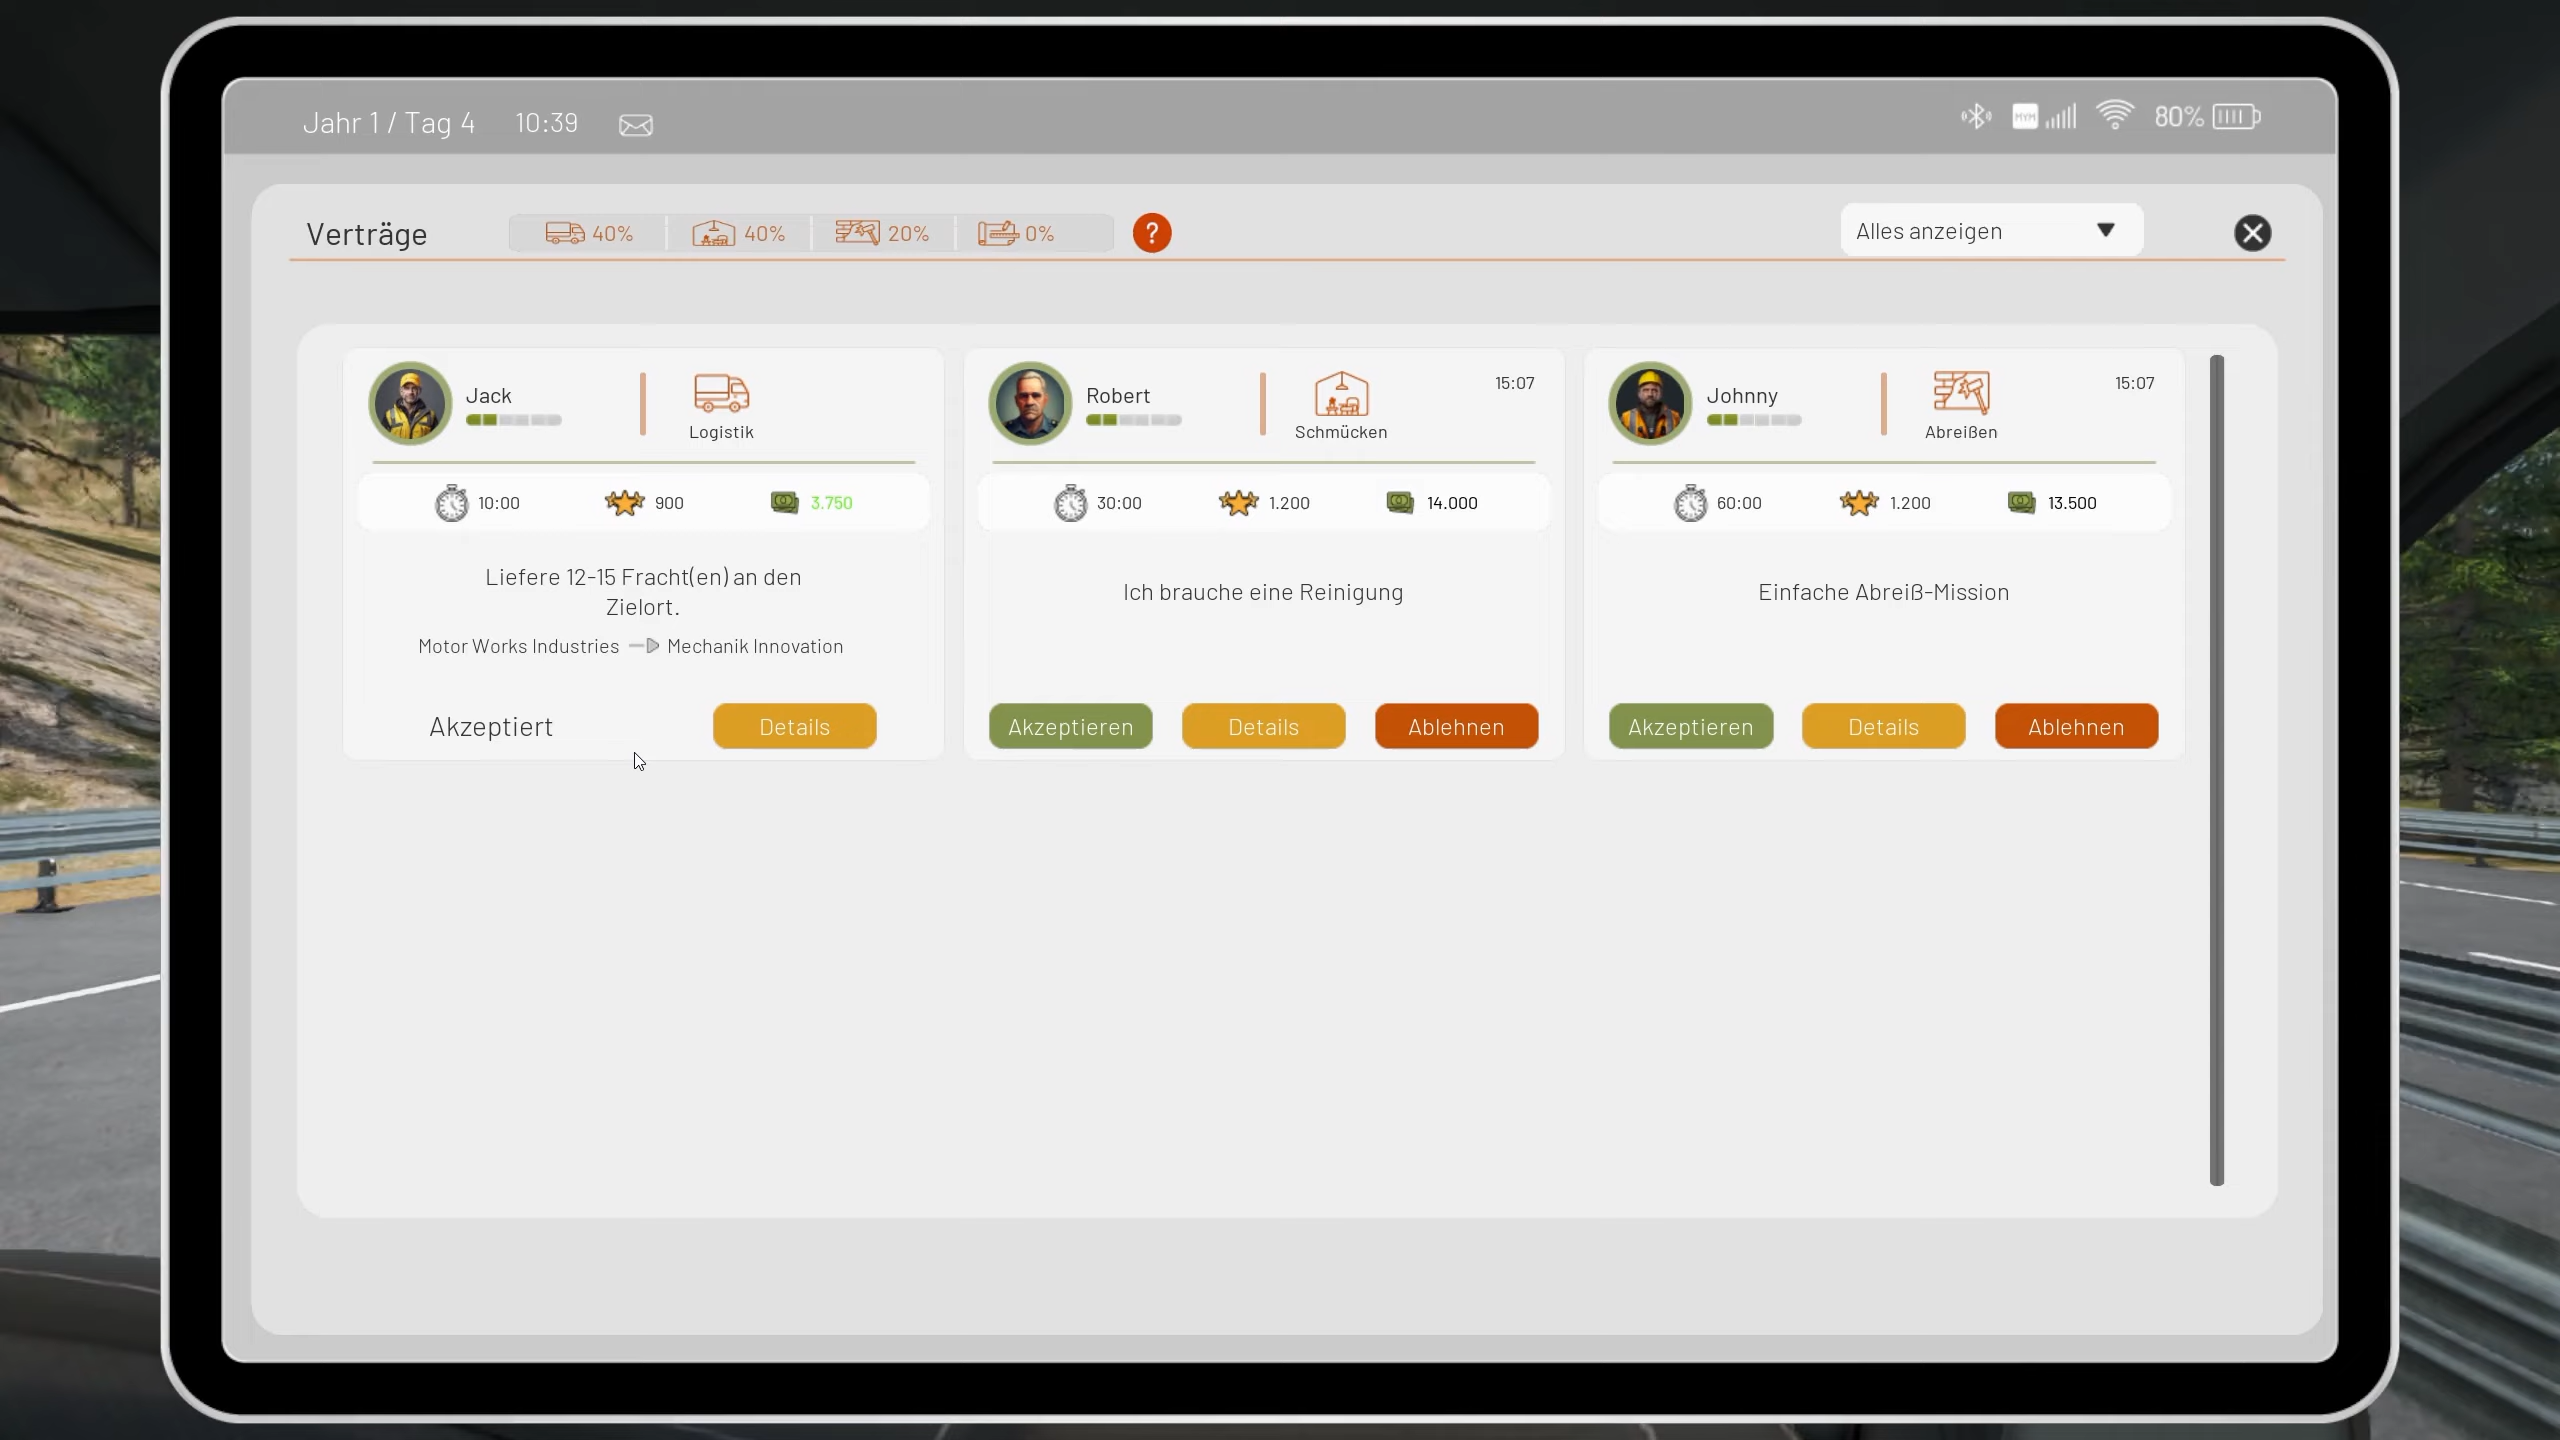 Jahr 1 / Tag 4 10:39 MYM 80%
Verträge 40% 40% 20% 0% ? Alles anzeigen
Jack Logistik
10:00 900 3.750
Liefere 12-15 Fracht(en) an den
Zielort.
Motor Works Industries Mechanik Innovation
Akzeptiert Details
Robert Schmücken 15:07
30:00 1.200 14.000
Ich brauche eine Reinigung
Akzeptieren Details Ablehnen
Johnny Abreißen 15:07
60:00 1.200 13.500
Einfache Abreiß-Mission
Akzeptieren Details Ablehnen